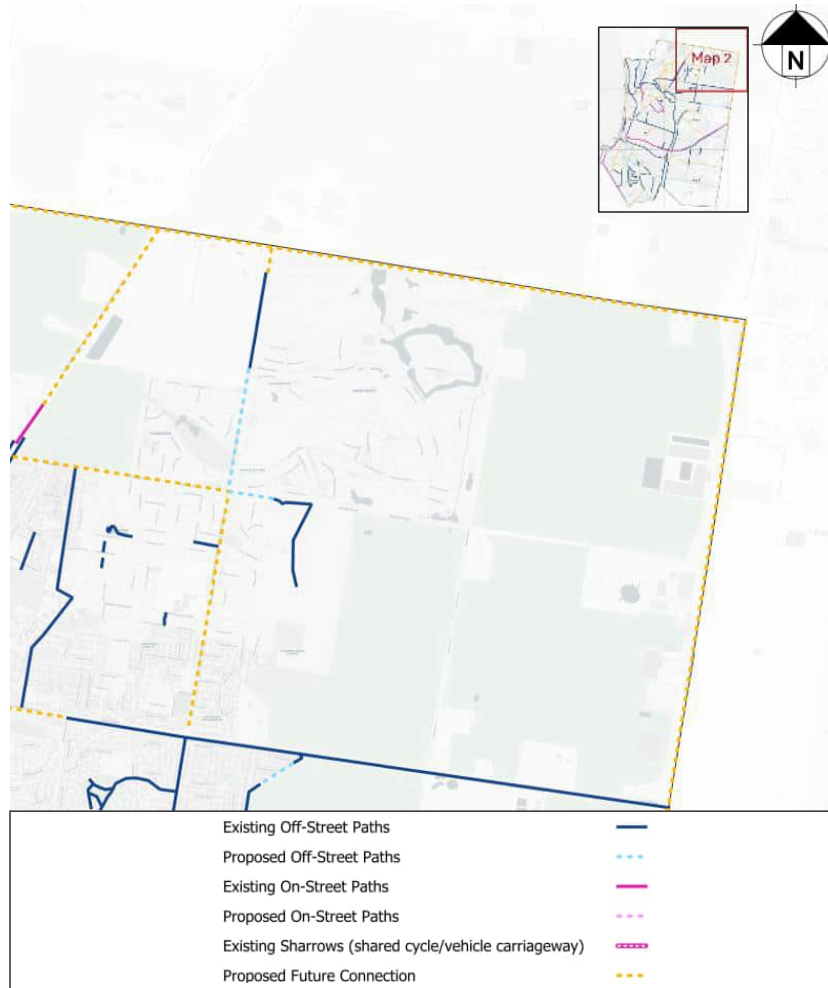 Map 2
N
Existing Off-Street Paths
Proposed Off-Street Paths
Existing On-Street Paths
Proposed On-Street Paths
Existing Sharrows (shared cycle/vehicle carriageway)
Proposed Future Connection